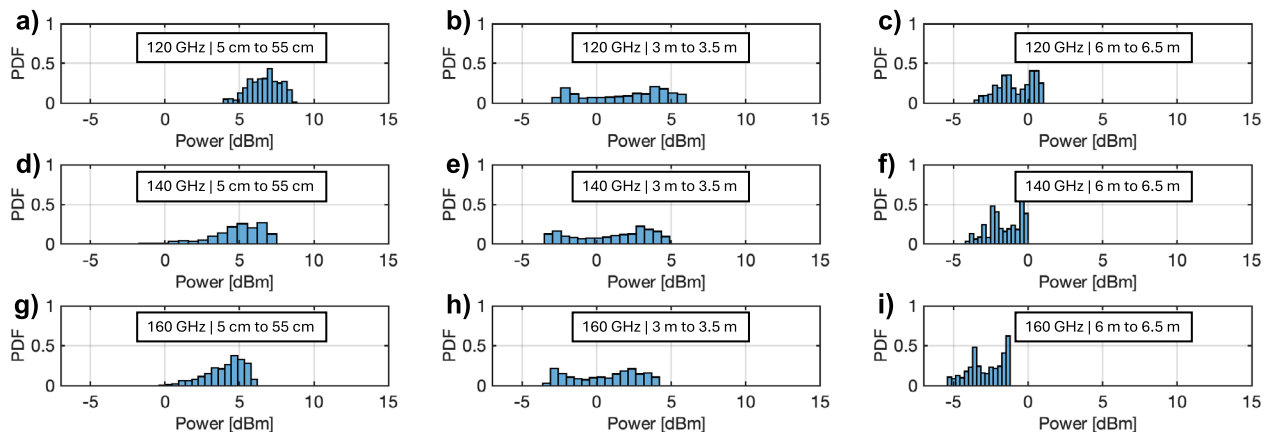 a)
1
120 GHz | 5 cm to 55 cm
PDF
0.5
0
-5 0 5 10 15
Power [dBm]
b)
1
120 GHz | 3 m to 3.5 m
PDF
0.5
0
-5 0 5 10 15
Power [dBm]
c)
1
120 GHz | 6 m to 6.5 m
PDF
0.5
0
-5 0 5 10 15
Power [dBm]
d)
1
140 GHz | 5 cm to 55 cm
PDF
0.5
0
-5 0 5 10 15
Power [dBm]
e)
1
140 GHz | 3 m to 3.5 m
PDF
0.5
0
-5 0 5 10 15
Power [dBm]
f)
1
140 GHz | 6 m to 6.5 m
PDF
0.5
0
-5 0 5 10 15
Power [dBm]
g)
1
160 GHz | 5 cm to 55 cm
PDF
0.5
0
-5 0 5 10 15
Power [dBm]
h)
1
160 GHz | 3 m to 3.5 m
PDF
0.5
0
-5 0 5 10 15
Power [dBm]
i)
1
160 GHz | 6 m to 6.5 m
PDF
0.5
0
-5 0 5 10 15
Power [dBm]